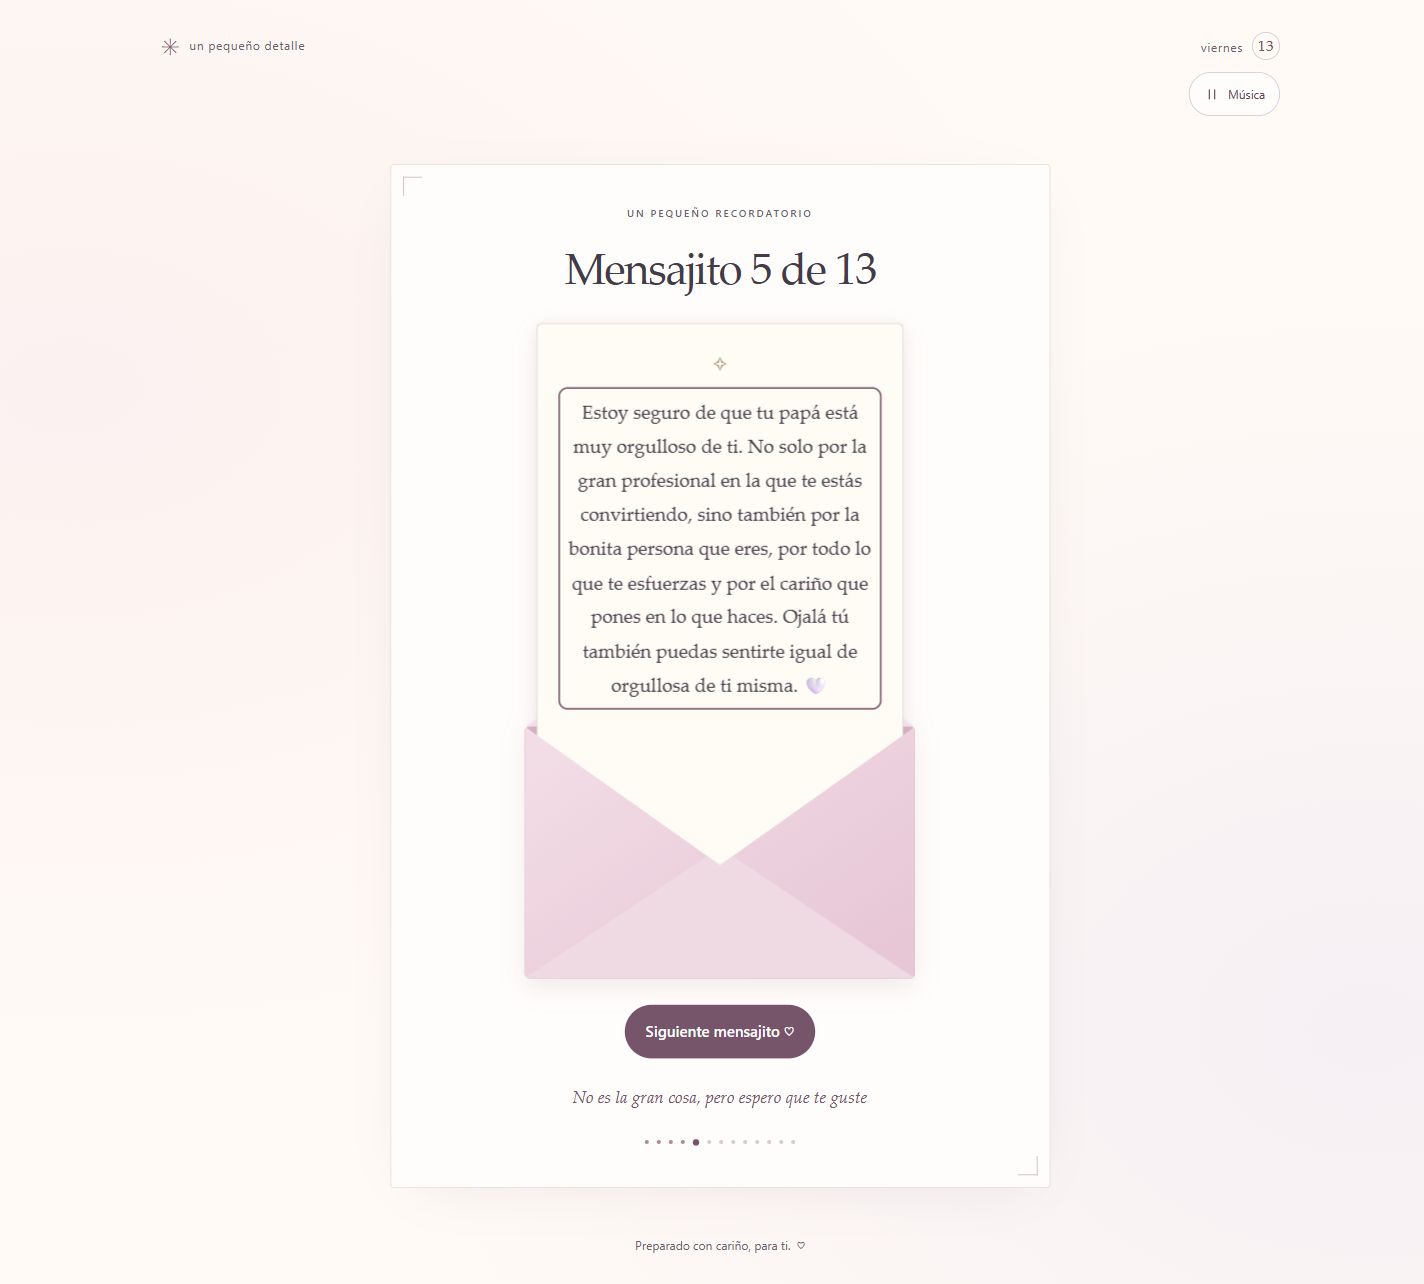 un pequeño detalle
viernes 13
Música
UN PEQUEÑO RECORDATORIO
Mensajito 5 de 13
Estoy seguro de que tu papá está
muy orgulloso de ti. No solo por la
gran profesional en la que te estás
convirtiendo, sino también por la
bonita persona que eres, por todo lo
que te esfuerzas y por el cariño que
pones en lo que haces. Ojalá tú
también puedas sentirte igual de
orgullosa de ti misma. 🤍
Siguiente mensajito ♡
No es la gran cosa, pero espero que te guste
Preparado con cariño, para ti. ♡